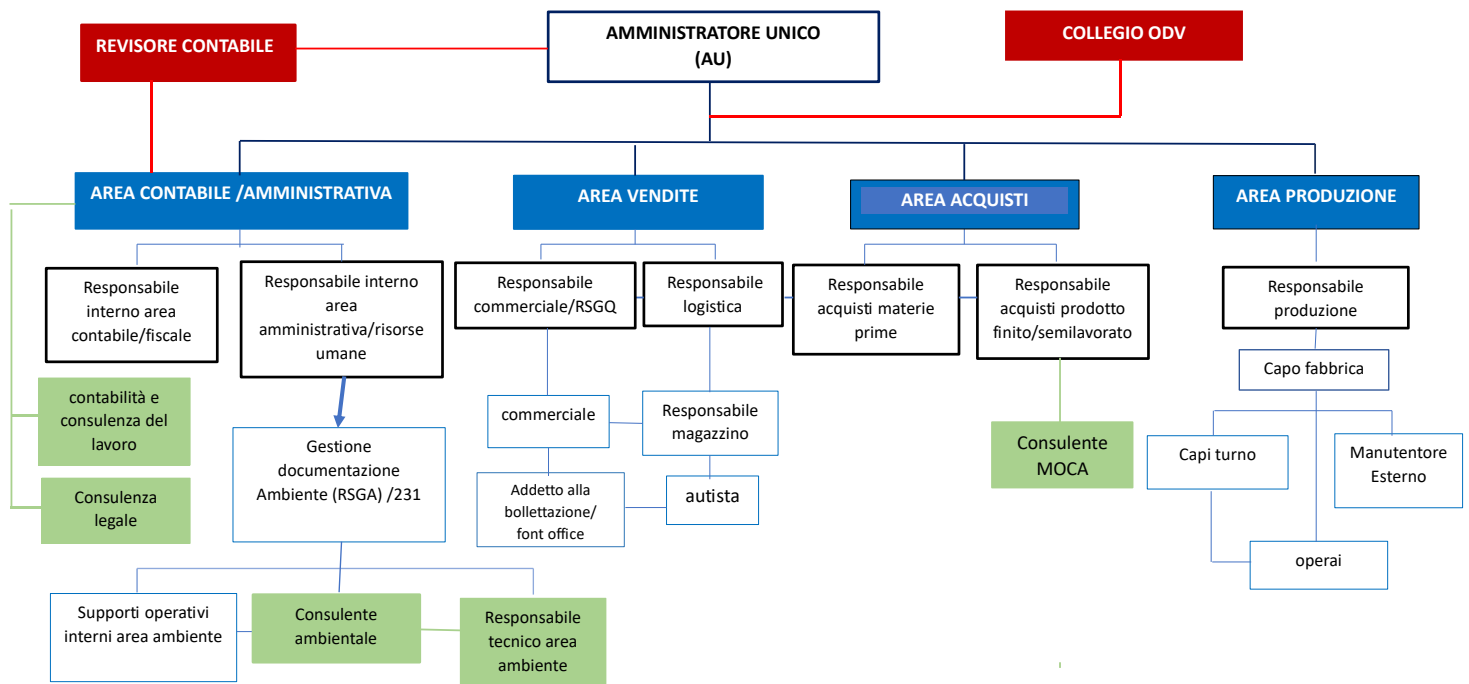 REVISORE CONTABILE
AMMINISTRATORE UNICO
(AU)
COLLEGIO ODV
AREA CONTABILE /AMMINISTRATIVA
AREA VENDITE
AREA ACQUISTI
AREA PRODUZIONE
Responsabile
interno area
contabile/fiscale
Responsabile interno
area
amministrativa/risorse
umane
Responsabile
commerciale/RSGQ
Responsabile
logistica
Responsabile
acquisti materie
prime
Responsabile
acquisti prodotto
finito/semilavorato
Responsabile
produzione
Capo fabbrica
contabilità e
consulenza del
lavoro
Consulenza
legale
Gestione
documentazione
Ambiente (RSGA) /231
commerciale
Responsabile
magazzino
Addetto alla
bollettazione/
font office
autista
Consulente
MOCA
Capi turno
Manutentore
Esterno
operai
Supporti operativi
interni area ambiente
Consulente
ambientale
Responsabile
tecnico area
ambiente